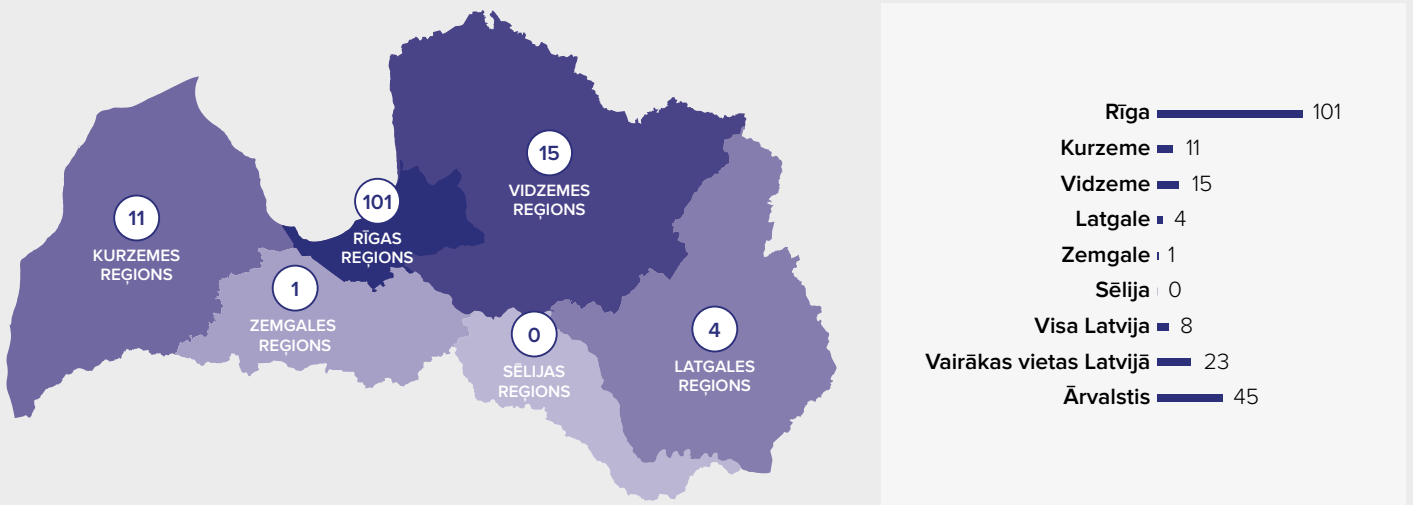 15
VIDZEMES
REĢIONS
101
RĪGAS
REĢIONS
11
KURZEMES
REĢIONS
1
ZEMGALES
REĢIONS
0
SĒLIJAS
REĢIONS
4
LATGALES
REĢIONS
Rīga 101
Kurzeme 11
Vidzeme 15
Latgale 4
Zemgale 1
Sēlija 0
Visa Latvija 8
Vairākas vietas Latvijā 23
Ārvalstis 45